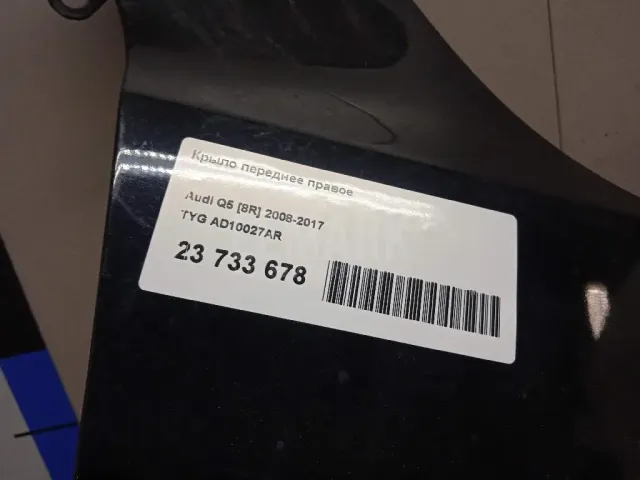 Крыло переднее правое
Audi Q5 [8R] 2008-2017
TYG AD10027AR
23 733 678